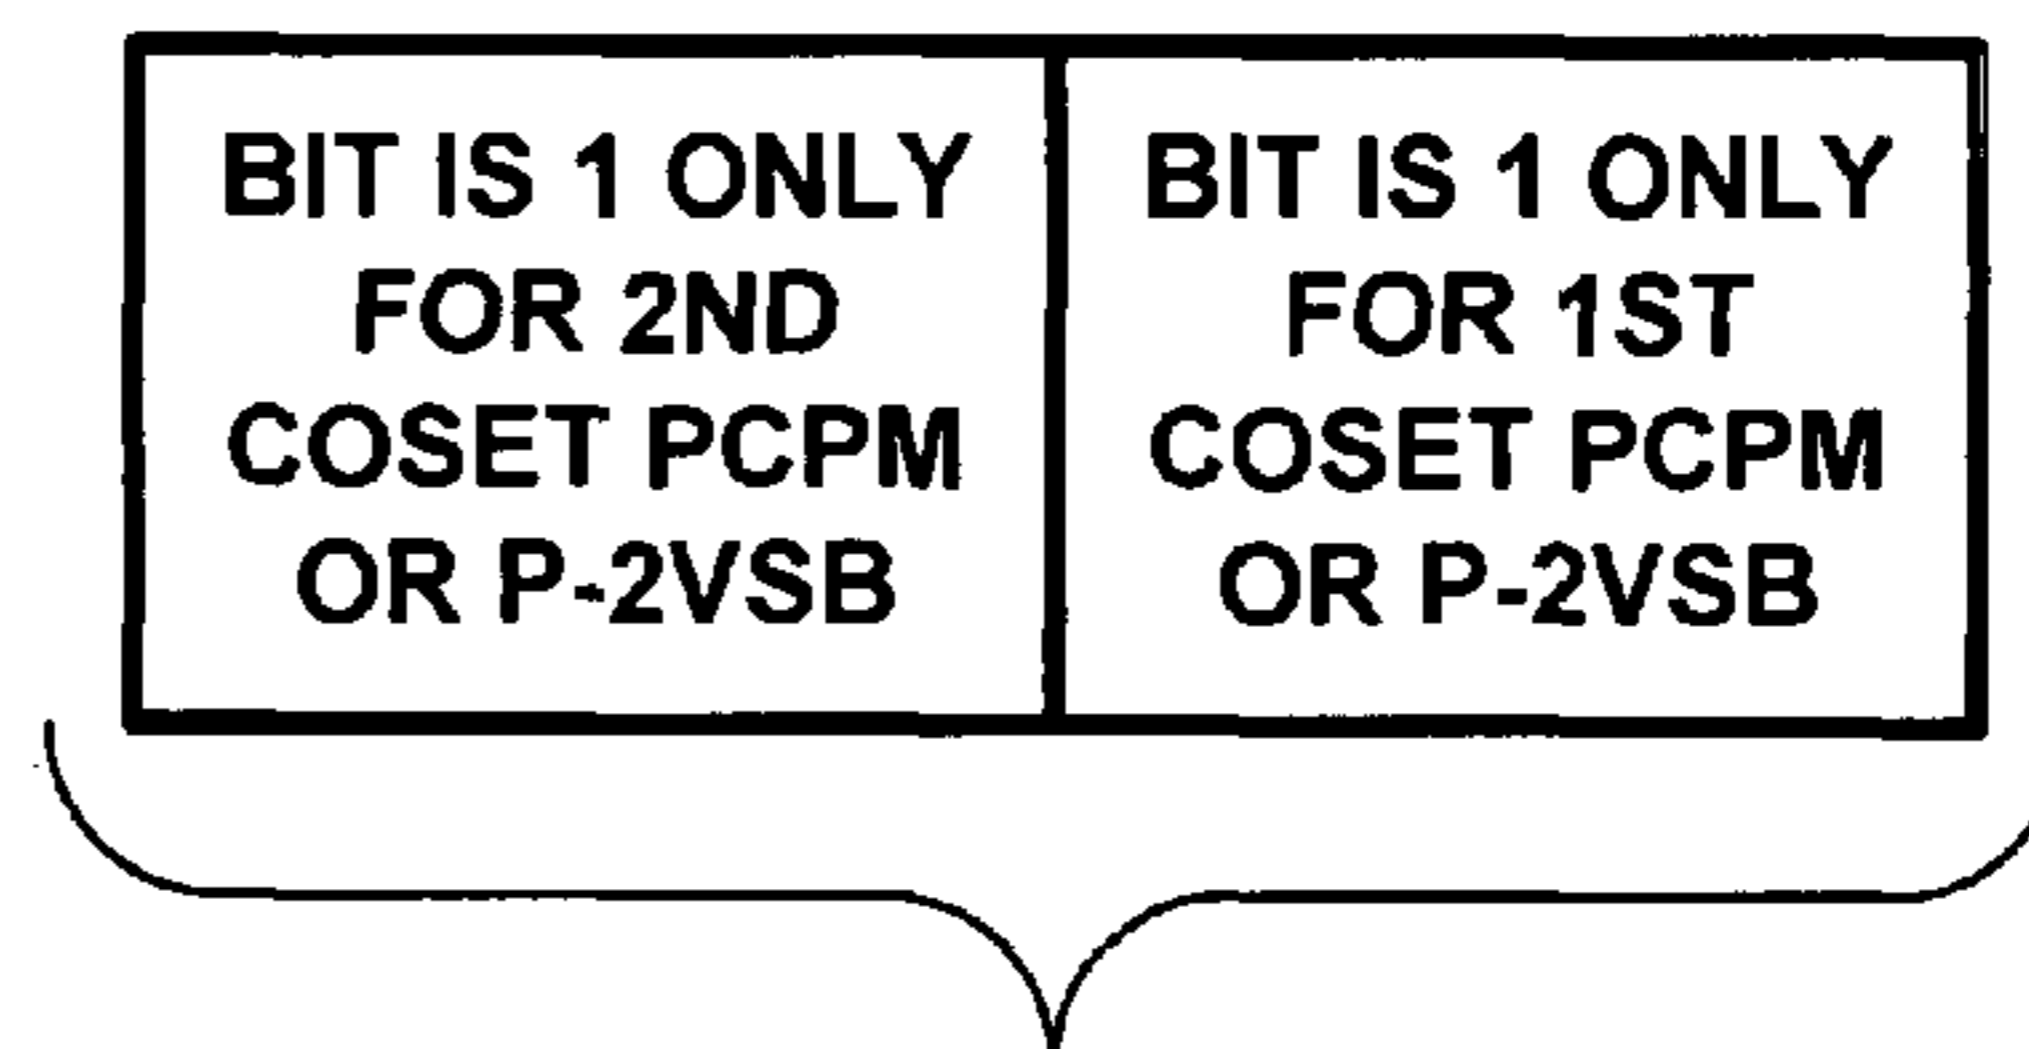 BIT IS 1 ONLY
FOR 2ND
COSET PCPM
OR P-2VSB
BIT IS 1 ONLY
FOR 1ST
COSET PCPM
OR P-2VSB